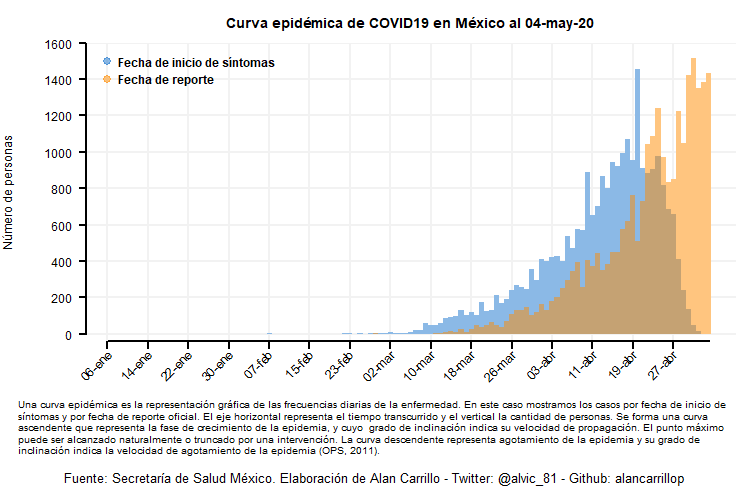 Curva epidémica de COVID19 en México al 04-may-20
1600
1400
1200
1000
800
600
400
200
0
Número de personas
Fecha de inicio de síntomas
Fecha de reporte
06-ene
14-ene
22-ene
30-ene
07-feb
15-feb
23-feb
02-mar
10-mar
18-mar
26-mar
03-abr
11-abr
19-abr
27-abr
Una curva epidémica es la representación gráfica de las frecuencias diarias de la enfermedad. En este caso mostramos los casos por fecha de inicio de
síntomas y por fecha de reporte oficial. El eje horizontal representa el tiempo transcurrido y el vertical la cantidad de personas. Se forma una curva
ascendente que representa la fase de crecimiento de la epidemia, y cuyo  grado de inclinación indica su velocidad de propagación. El punto máximo
puede ser alcanzado naturalmente o truncado por una intervención. La curva descendente representa agotamiento de la epidemia y su grado de
inclinación indica la velocidad de agotamiento de la epidemia (OPS, 2011).
Fuente: Secretaría de Salud México. Elaboración de Alan Carrillo - Twitter: @alvic_81 - Github: alancarrillop